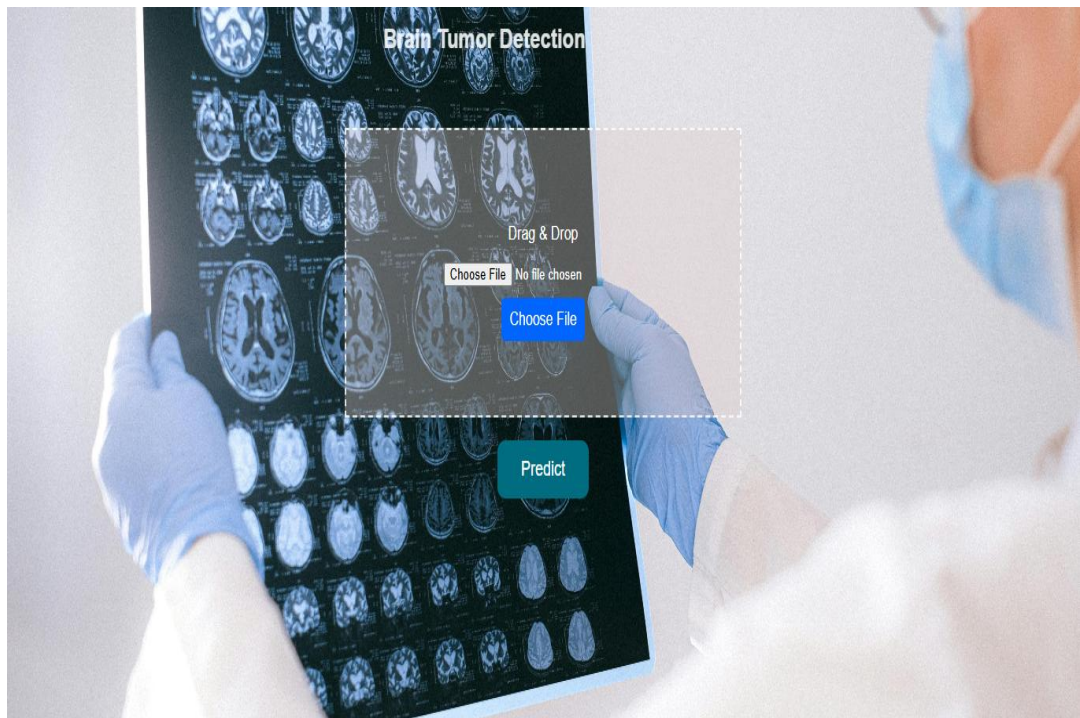 Brain Tumor Detection
Drag & Drop
Choose File No file chosen
Choose File
Predict